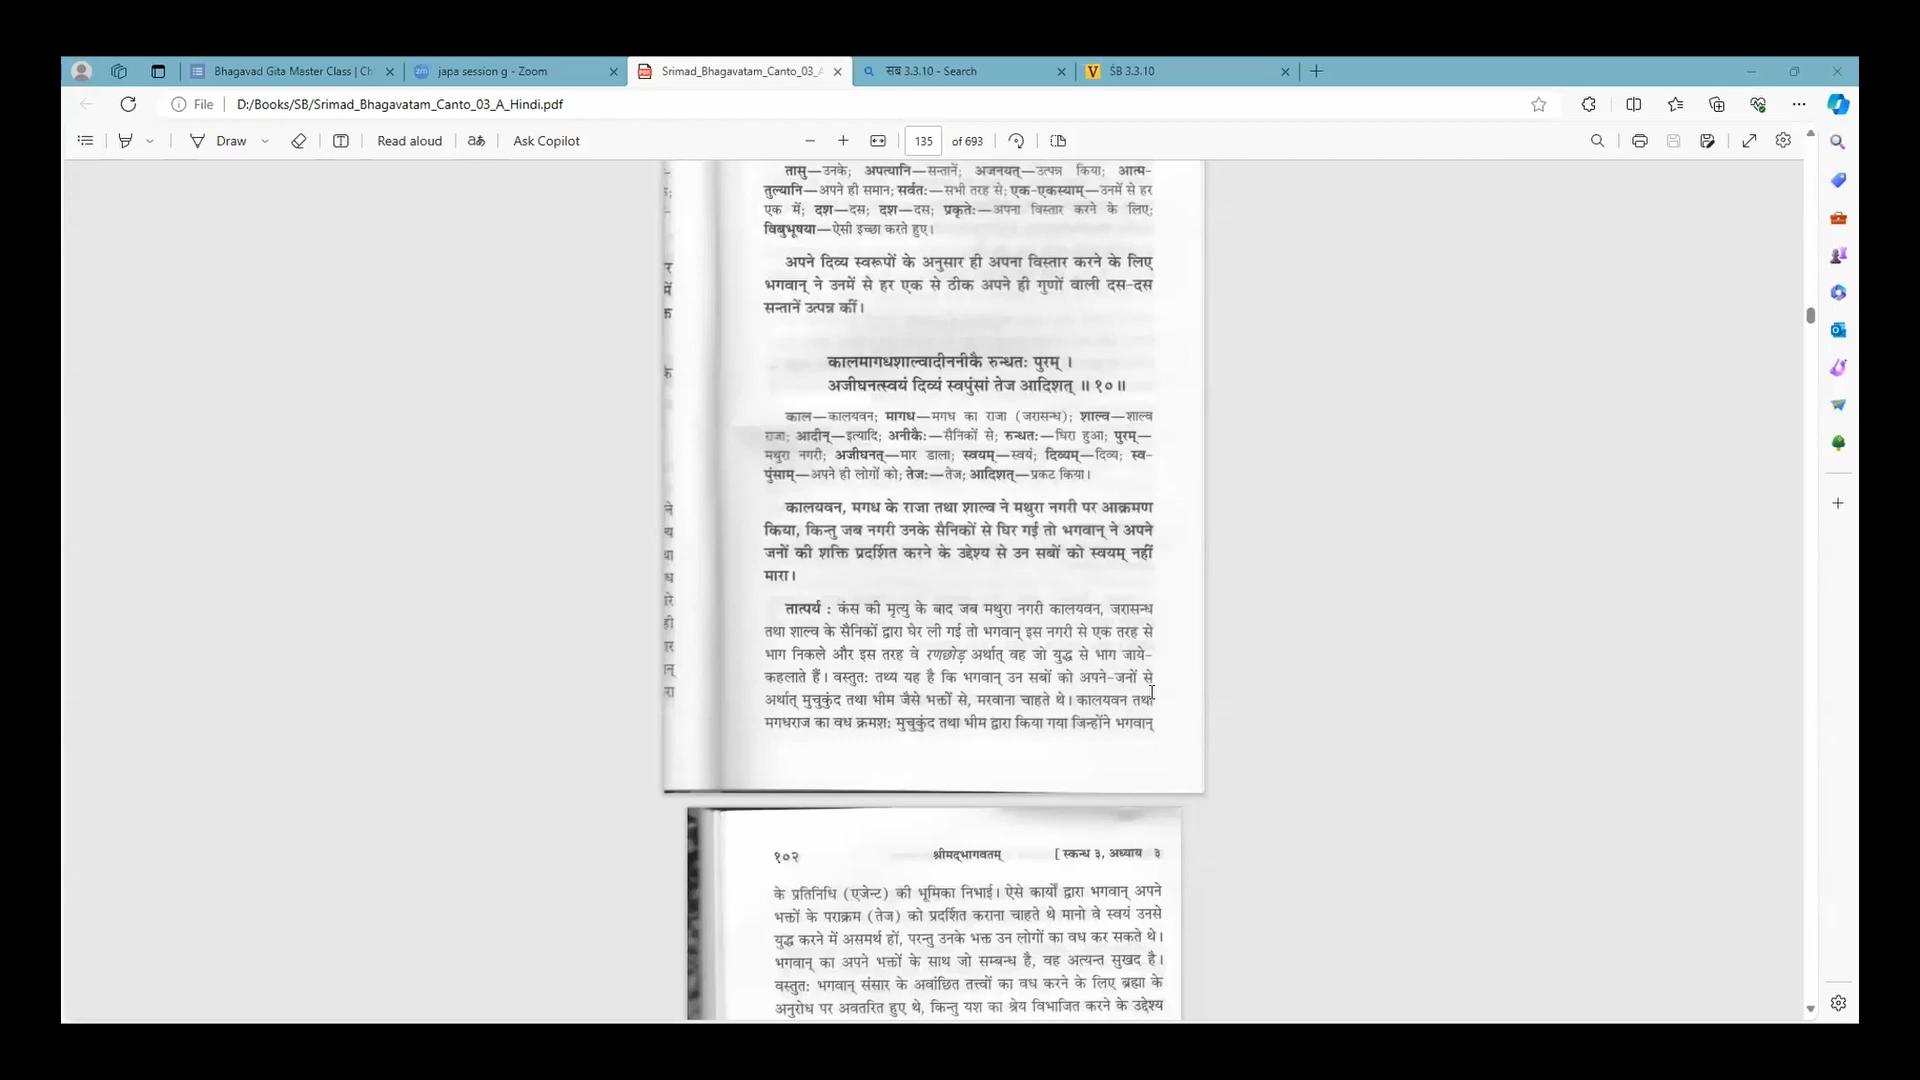 Bhagavad Gita Master Class | Ch
japa session g - Zoom
Srimad_Bhagavatam_Canto_03_A
सब 3.3.10 - Search
ŚB 3.3.10
File D:/Books/SB/Srimad_Bhagavatam_Canto_03_A_Hindi.pdf
Draw Read aloud aあ Ask Copilot 135 of 693
तासु—उनके; अपत्यानि—सन्तानें; अजनयत्—उत्पन्न किया; आत्म-
तुल्यानि—अपने ही समान; सर्वतः—सभी तरह से; एक-एकस्याम्—उनमें से हर
एक में; दश—दस; दश—दस; प्रकृतेः—अपना विस्तार करने के लिए;
विबुभूषया—ऐसी इच्छा करते हुए।
अपने दिव्य स्वरूपों के अनुसार ही अपना विस्तार करने के लिए
भगवान् ने उनमें से हर एक से ठीक अपने ही गुणों वाली दस-दस
सन्तानें उत्पन्न कीं।
कालमागधशाल्वादीननीकै रुन्धतः पुरम् ।
अजीघनत्स्वयं दिव्यं स्वपुंसां तेज आदिशत् ॥ १० ॥
काल—कालयवन; मागध—मगध का राजा (जरासन्ध); शाल्व—शाल्व
राजा; आदीन्—इत्यादि; अनीकैः—सैनिकों से; रुन्धतः—घिरा हुआ; पुरम्—
मथुरा नगरी; अजीघनत्—मार डाला; स्वयम्—स्वयं; दिव्यम्—दिव्य; स्व-
पुंसाम्—अपने ही लोगों को; तेजः—तेज; आदिशत्—प्रकट किया।
कालयवन, मगध के राजा तथा शाल्व ने मथुरा नगरी पर आक्रमण
किया, किन्तु जब नगरी उनके सैनिकों से घिर गई तो भगवान् ने अपने
जनों की शक्ति प्रदर्शित करने के उद्देश्य से उन सबों को स्वयम् नहीं
मारा।
तात्पर्य : कंस की मृत्यु के बाद जब मथुरा नगरी कालयवन, जरासन्ध
तथा शाल्व के सैनिकों द्वारा घेर ली गई तो भगवान् इस नगरी से एक तरह से
भाग निकले और इस तरह वे रणछोड़ अर्थात् वह जो युद्ध से भाग जाये-
कहलाते हैं। वस्तुतः तथ्य यह है कि भगवान् उन सबों को अपने-जनों से
अर्थात् मुचुकुंद तथा भीम जैसे भक्तों से, मरवाना चाहते थे। कालयवन तथा
मगधराज का वध क्रमशः मुचुकुंद तथा भीम द्वारा किया गया जिन्होंने भगवान्
१०२ श्रीमद्भागवतम् [ स्कन्ध ३, अध्याय ३
के प्रतिनिधि (एजेन्ट) की भूमिका निभाई। ऐसे कार्यों द्वारा भगवान् अपने
भक्तों के पराक्रम (तेज) को प्रदर्शित कराना चाहते थे मानो वे स्वयं उनसे
युद्ध करने में असमर्थ हों, परन्तु उनके भक्त उन लोगों का वध कर सकते थे।
भगवान् का अपने भक्तों के साथ जो सम्बन्ध है, वह अत्यन्त सुखद है।
वस्तुतः भगवान् संसार के अवांछित तत्त्वों का वध करने के लिए ब्रह्मा के
अनुरोध पर अवतरित हुए थे, किन्तु यश का श्रेय विभाजित करने के उद्देश्य